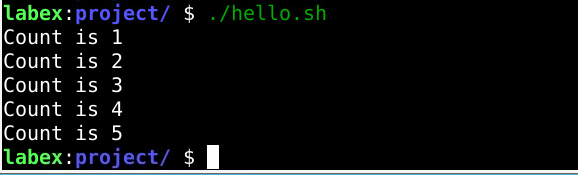 labex:project/ $ ./hello.sh
Count is 1
Count is 2
Count is 3
Count is 4
Count is 5
labex:project/ $